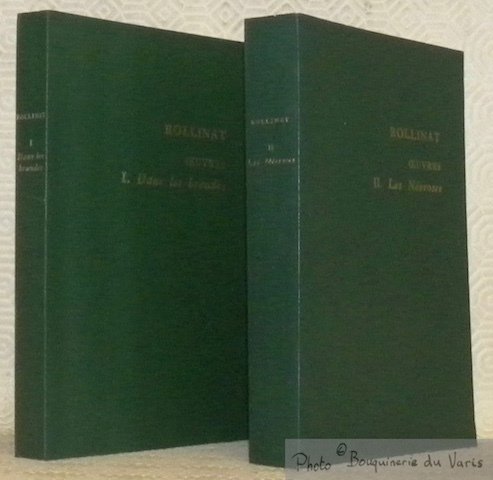 ROLLINAT
I
Dans les
brandes
ROLLINAT
ŒUVRES
I. Dans les brandes
ROLLINAT
II
Les Névroses
ROLLINAT
ŒUVRES
II. Les Névroses
Photo © Bouquinerie du Varis